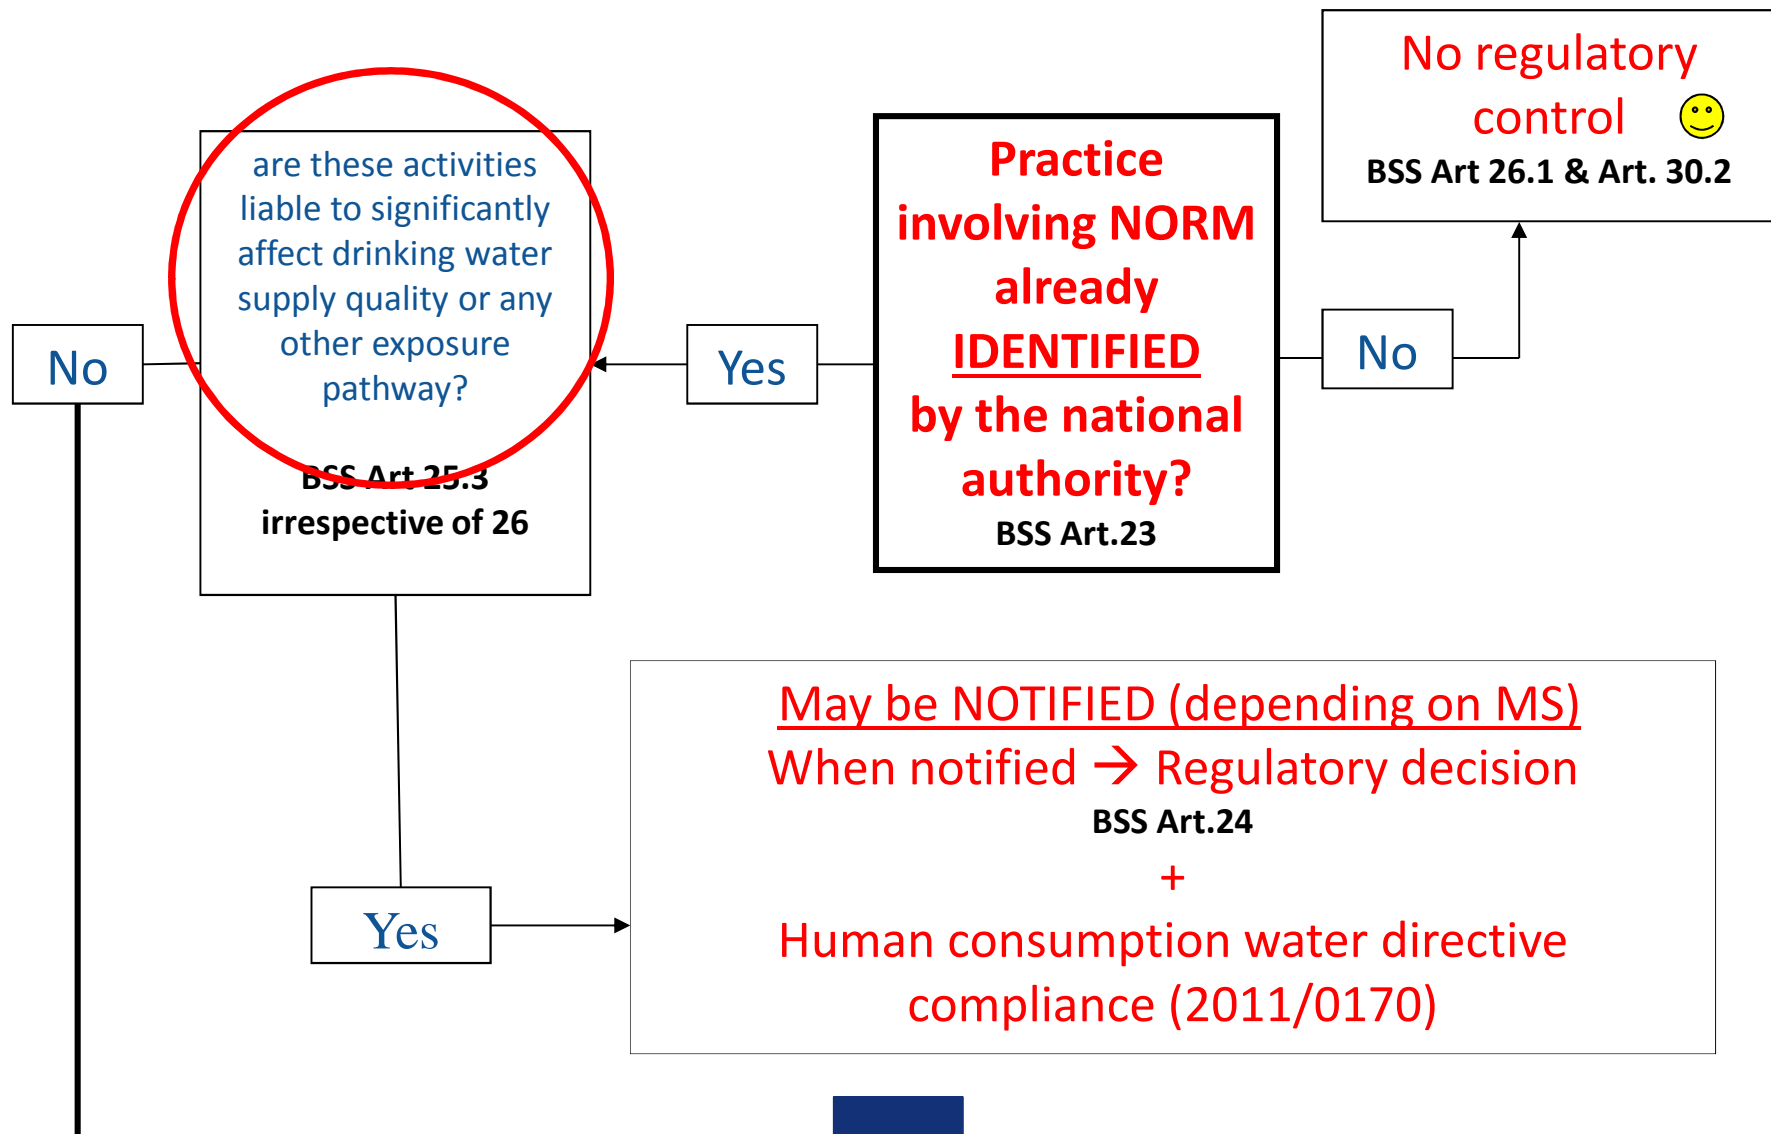 No regulatory
control
BSS Art 26.1 & Art. 30.2
Practice
involving NORM
already
IDENTIFIED
by the national
authority?
BSS Art.23
No
Yes
are these activities
liable to significantly
affect drinking water
supply quality or any
other exposure
pathway?
BSS Art 25.3
irrespective of 26
No
Yes
May be NOTIFIED (depending on MS)
When notified → Regulatory decision
BSS Art.24
+
Human consumption water directive
compliance (2011/0170)